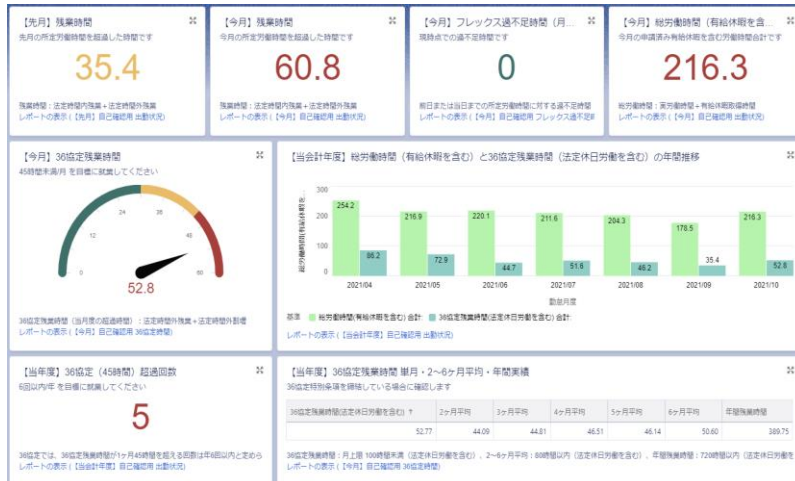 【先月】残業時間
先月の所定労働時間を超過した時間です
35.4
残業時間：法定時間内残業＋法定時間外残業
レポートの表示 (【先月】自己確認用 出勤状況)
【今月】残業時間
今月の所定労働時間を超過した時間です
60.8
残業時間：法定時間内残業＋法定時間外残業
レポートの表示 (【今月】自己確認用 出勤状況)
【今月】フレックス過不足時間（月...
現時点での過不足時間です
0
前日または当日までの所定労働時間に対する過不足時間
レポートの表示 (【今月】自己確認用 フレックス過不足
【今月】総労働時間（有給休暇を含...
今月の申請済み有給休暇を含む労働時間合計です
216.3
総労働時間：実労働時間＋有給休暇取得時間
レポートの表示 (【今月】自己確認用 出勤状況)
【今月】36協定残業時間
45時間未満/月 を目標に就業してください
0
12
24
36
48
60
52.8
36協定残業時間（当月度の超過時間）：法定時間外残業＋法定時間外割増
レポートの表示 (【今月】自己確認用 36協定時間)
【当会計年度】総労働時間（有給休暇を含む）と36協定残業時間（法定休日労働を含む）の年間推移
総労働時間(有給休暇を...
300
200
100
0
254.2
86.2
216.9
72.9
220.1
44.7
211.6
51.6
204.3
46.2
178.5
35.4
216.3
52.8
2021/04
2021/05
2021/06
2021/07
2021/08
2021/09
2021/10
勤怠月度
基準 総労働時間(有給休暇を含む) 合計 36協定残業時間(法定休日労働を含む) 合計
レポートの表示 (【当会計年度】自己確認用 出勤状況)
【当年度】36協定（45時間）超過回数
6回以内/年 を目標に就業してください
5
36協定では、36協定残業時間が1ヶ月45時間を超える回数は年6回以内と定めら
レポートの表示 (【当会計年度】自己確認用 出勤状況)
【当年度】36協定残業時間 単月・2～6ヶ月平均・年間実績
36協定特別条項を締結している場合に確認します
36協定残業時間(法定休日労働を含む) ↑ 2ヶ月平均 3ヶ月平均 4ヶ月平均 5ヶ月平均 6ヶ月平均 年間残業時間
52.77 44.09 44.81 46.51 46.14 50.60 389.75
36協定残業時間：月上限 100時間未満（法定休日労働を含む）、2～6ヶ月平均：80時間以内（法定休日労働を含む）、年間残業時間：720時間以内（法定休日労働を
レポートの表示 (【今月】自己確認用 36協定時間)